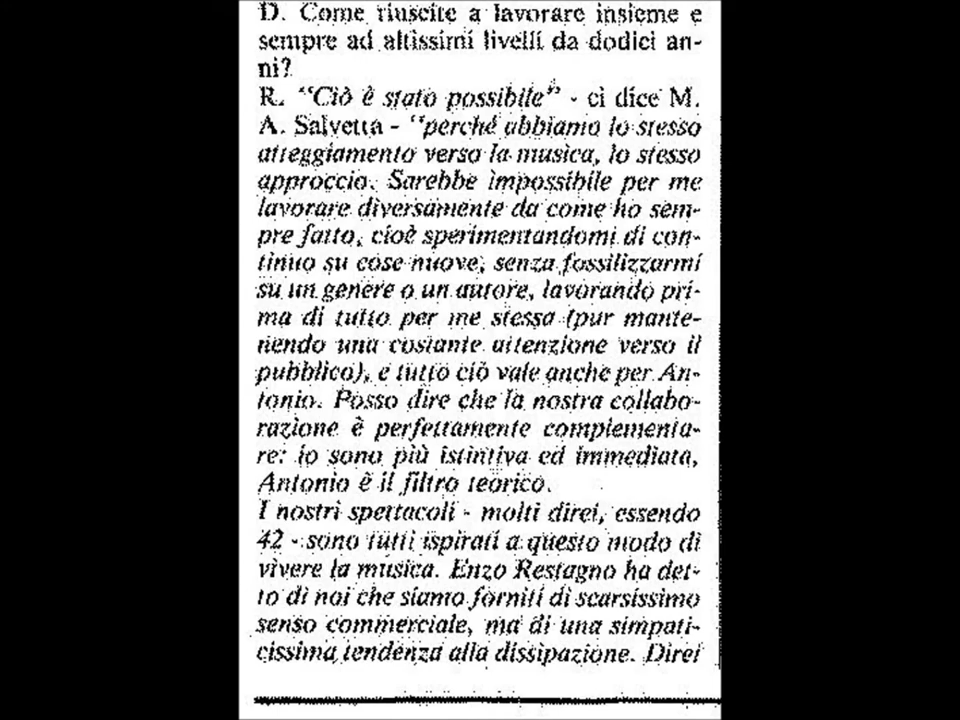 D. Come riuscite a lavorare insieme e
sempre ad altissimi livelli da dodici an-
ni?
R. "Ciò è stato possibile" - ci dice M.
A. Salvetta - "perché abbiamo lo stesso
atteggiamento verso la musica, lo stesso
approccio. Sarebbe impossibile per me
lavorare diversamente da come ho sem-
pre fatto, cioè sperimentandomi di con-
tinuo su cose nuove, senza fossilizzarmi
su un genere o un autore, lavorando pri-
ma di tutto per me stessa (pur mante-
nendo una costante attenzione verso il
pubblico), e tutto ciò vale anche per An-
tonio. Posso dire che la nostra collabo-
razione è perfettamente complementa-
re: io sono più istintiva ed immediata,
Antonio è il filtro teorico.
I nostri spettacoli - molti direi, essendo
42 - sono tutti ispirati a questo modo di
vivere la musica. Enzo Restagno ha det-
to di noi che siamo forniti di scarsissimo
senso commerciale, ma di una simpati-
cissima tendenza alla dissipazione. Direi